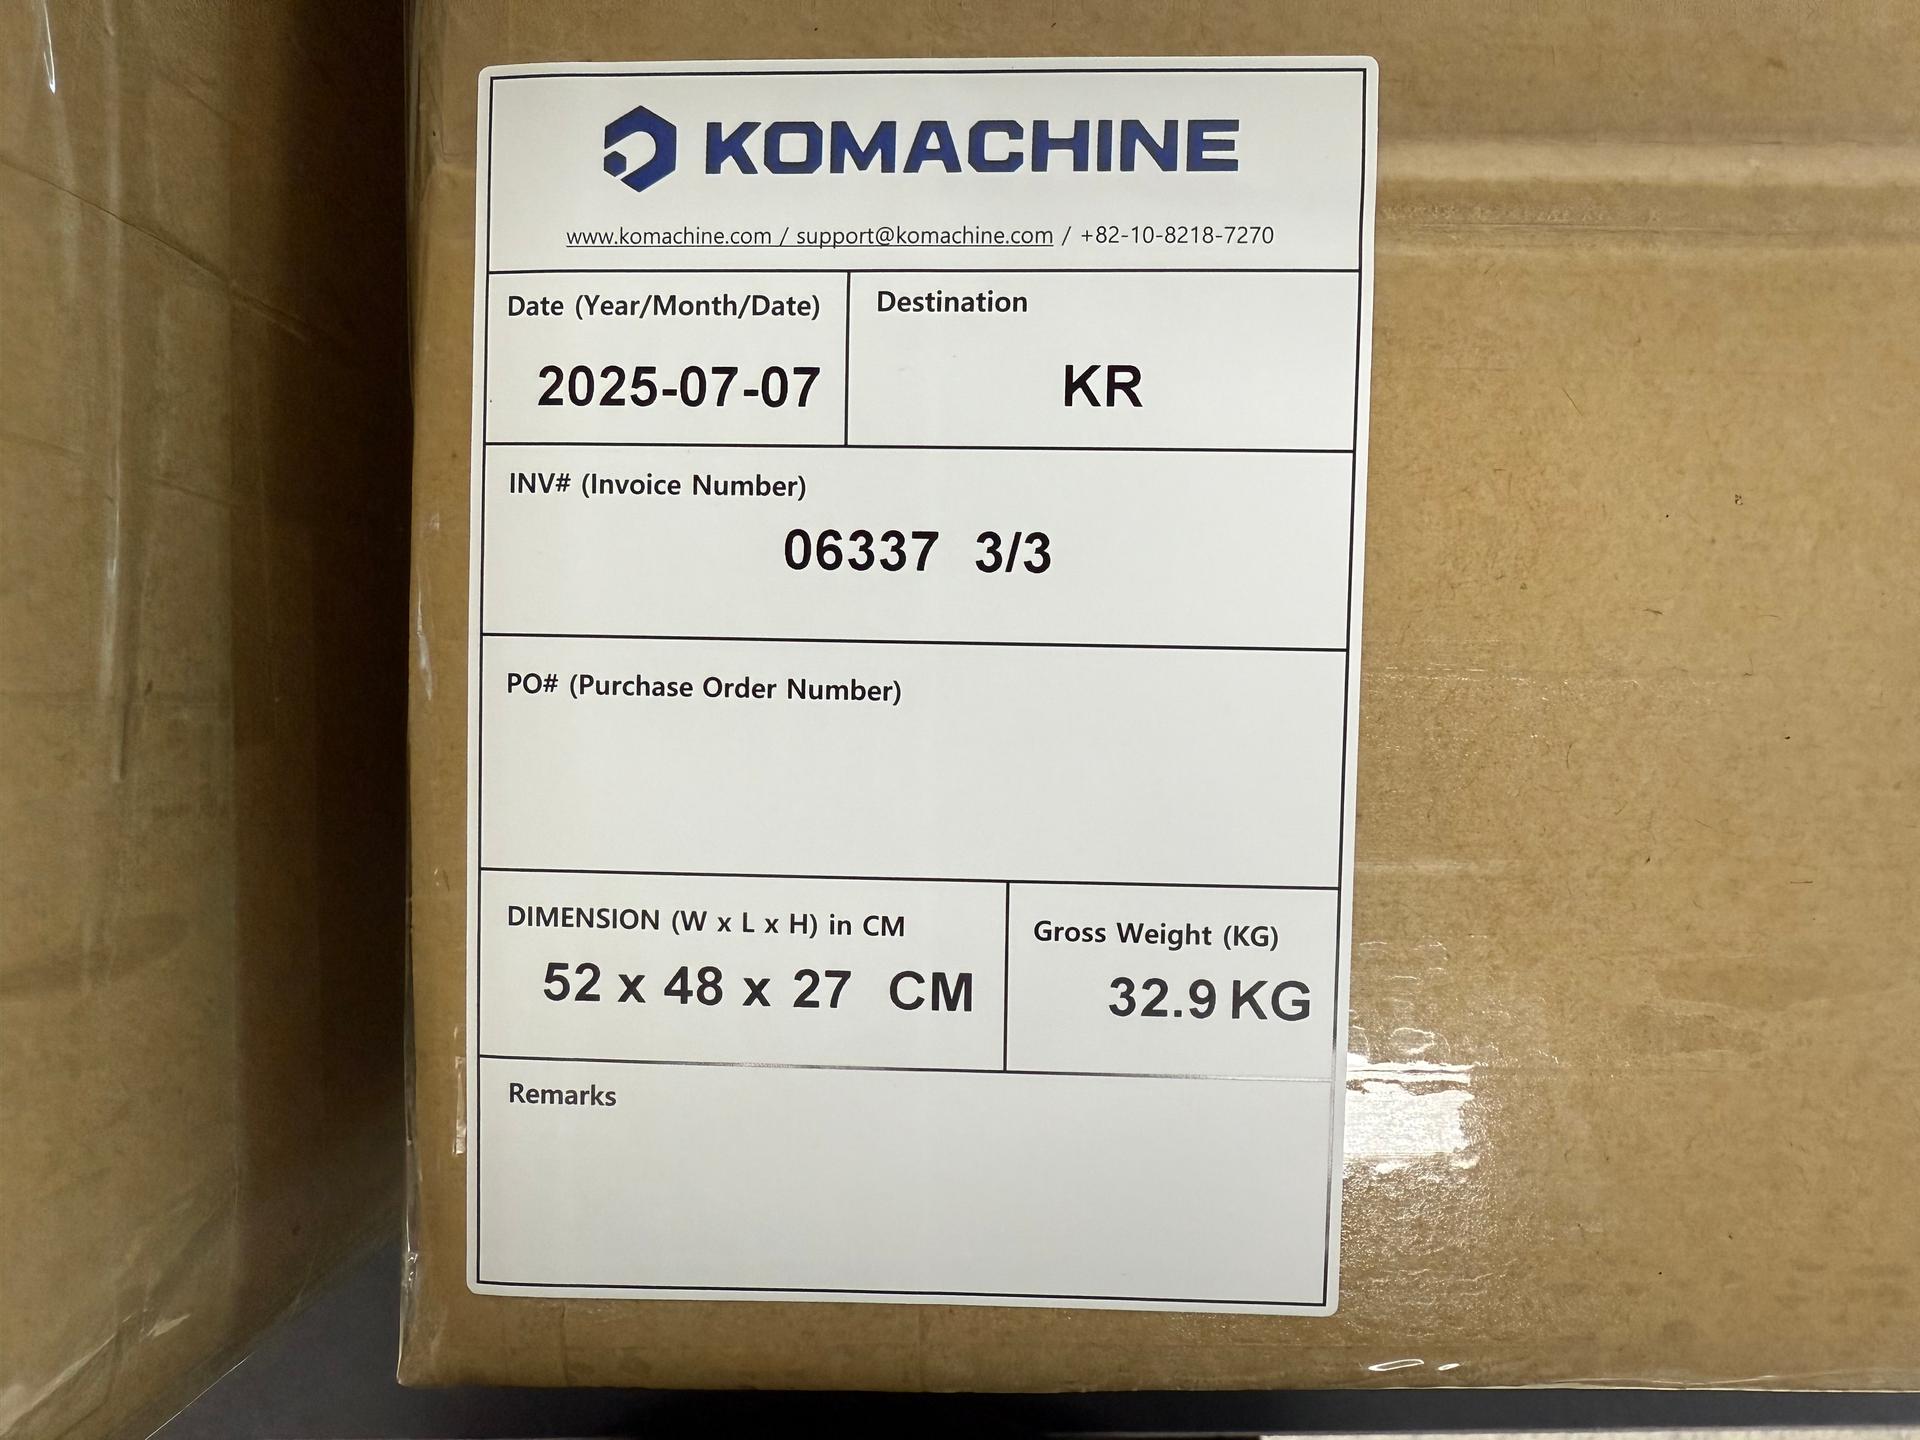 KOMACHINE
www.komachine.com / support@komachine.com / +82-10-8218-7270
Date (Year/Month/Date)
2025-07-07
Destination
KR
INV# (Invoice Number)
06337 3/3
PO# (Purchase Order Number)
DIMENSION (W x L x H) in CM
52 x 48 x 27 CM
Gross Weight (KG)
32.9 KG
Remarks